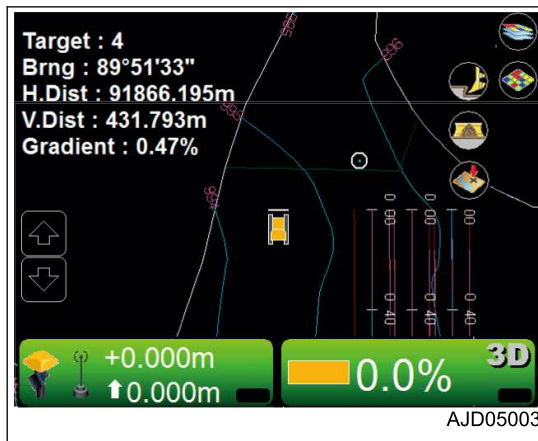 Target : 4
Brng : 89°51'33"
H.Dist : 91866.195m
V.Dist : 431.793m
Gradient : 0.47%
+0.000m
0.000m
0.0%
3D
AJD05003